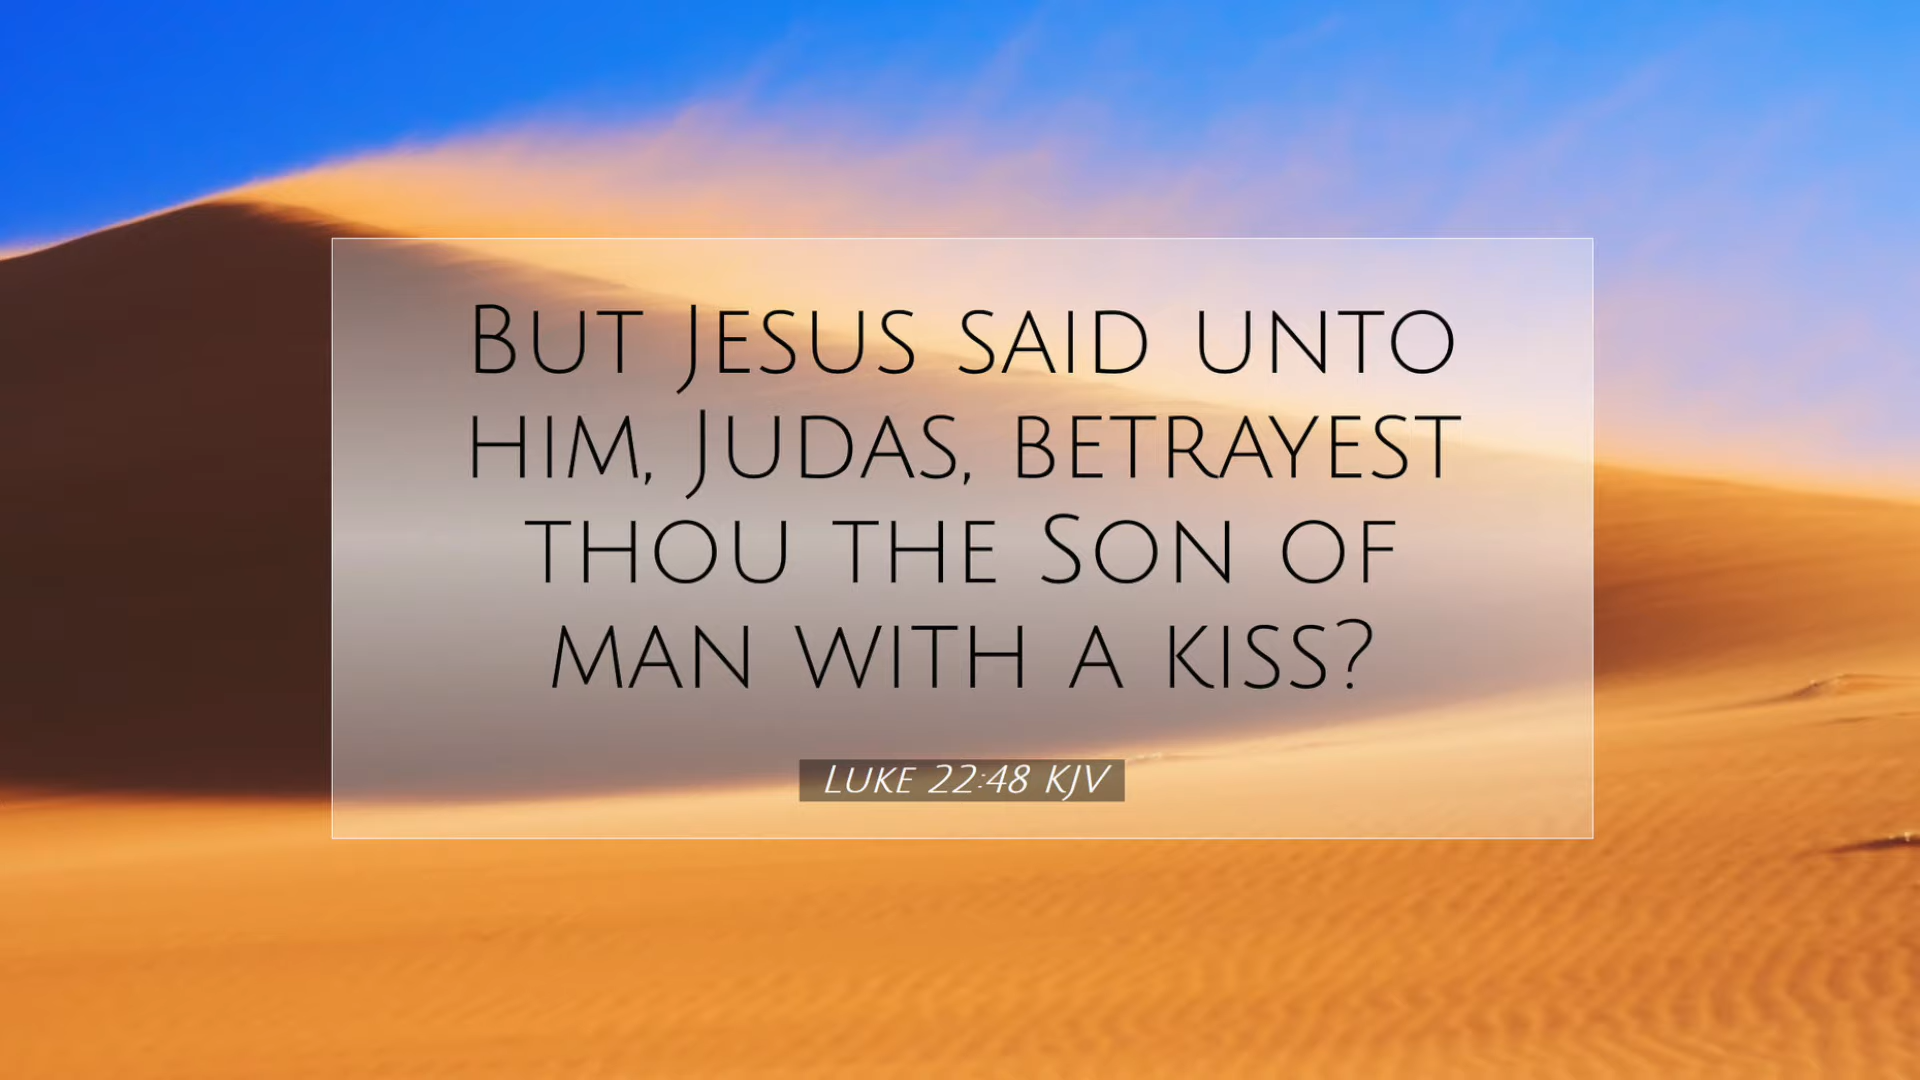 But Jesus said unto
him, Judas, betrayest
thou the Son of
man with a kiss?
Luke 22:48 KJV